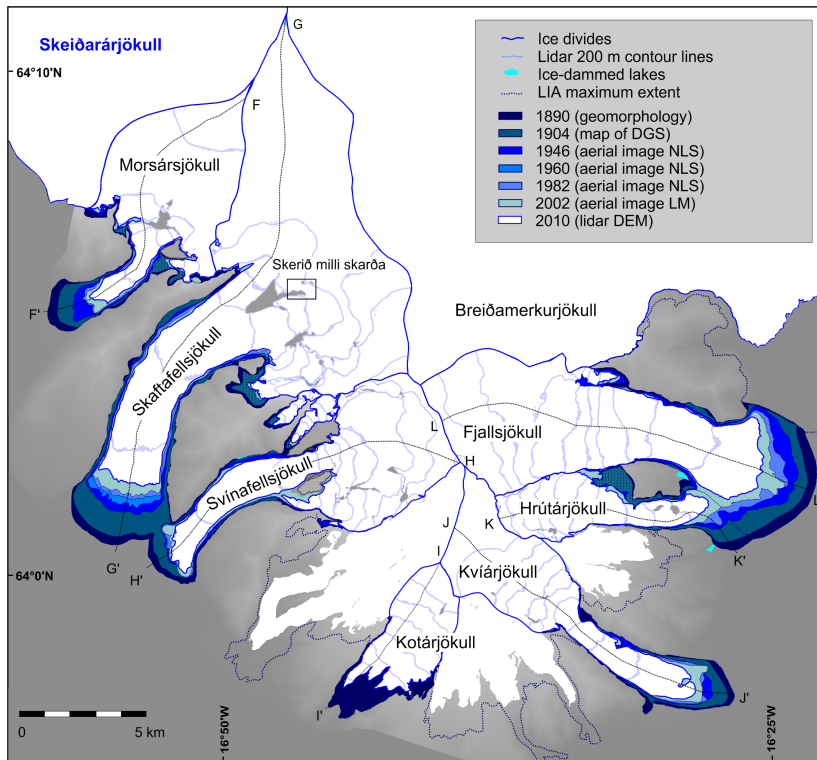 G
Skeiðarárjökull
64°10'N
F
Morsársjökull
Ice divides
Lidar 200 m contour lines
Ice-dammed lakes
LIA maximum extent
1890 (geomorphology)
1904 (map of DGS)
1946 (aerial image NLS)
1960 (aerial image NLS)
1982 (aerial image NLS)
2002 (aerial image LM)
2010 (lidar DEM)
Skerið milli skarða
F'
Breiðamerkurjökull
Skaftafellsjökull
L
Fjallsjökull
H
Svínafellsjökull
L
Hrútárjökull
J
K
I
K'
G'
H'
64°0'N
Kvíárjökull
Kotárjökull
J'
I'
0
5 km
16°50'W
16°25'W